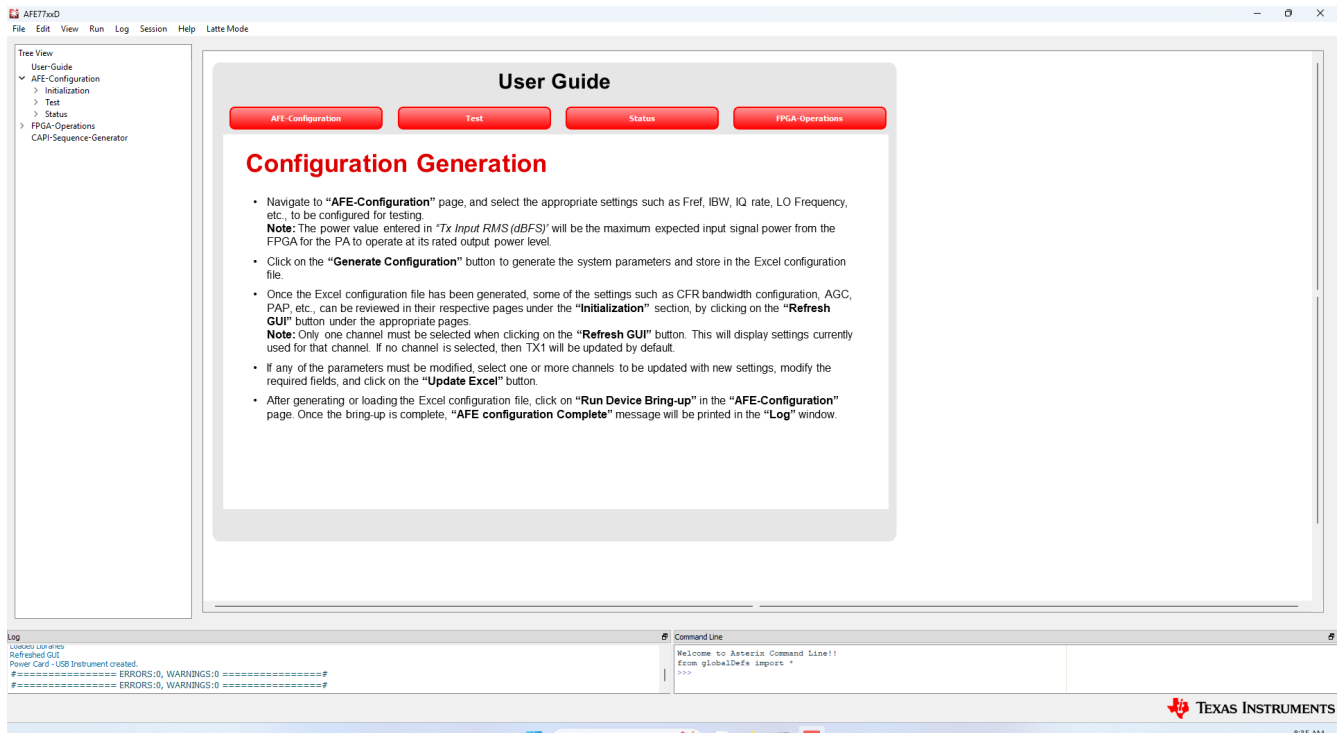 AFE77xxD
File Edit View Run Log Session Help Latte Mode
Tree View
User-Guide
AFE-Configuration
Initialization
Test
Status
FPGA-Operations
CAPI-Sequence-Generator
User Guide
AFE-Configuration Test Status FPGA-Operations
Configuration Generation
• Navigate to “AFE-Configuration” page, and select the appropriate settings such as Fref, IBW, IQ rate, LO Frequency,
etc., to be configured for testing.
Note: The power value entered in “Tx Input RMS (dBFS)” will be the maximum expected input signal power from the
FPGA for the PA to operate at its rated output power level.
• Click on the “Generate Configuration” button to generate the system parameters and store in the Excel configuration
file.
• Once the Excel configuration file has been generated, some of the settings such as CFR bandwidth configuration, AGC,
PAP, etc., can be reviewed in their respective pages under the “Initialization” section, by clicking on the “Refresh
GUI” button under the appropriate pages.
Note: Only one channel must be selected when clicking on the “Refresh GUI” button. This will display settings currently
used for that channel. If no channel is selected, then TX1 will be updated by default.
• If any of the parameters must be modified, select one or more channels to be updated with new settings, modify the
required fields, and click on the “Update Excel” button.
• After generating or loading the Excel configuration file, click on “Run Device Bring-up” in the “AFE-Configuration”
page. Once the bring-up is complete, “AFE configuration Complete” message will be printed in the “Log” window.
Log
Loaded Libraries
Refreshed GUI
Power Card - USB Instrument created.
#================ ERRORS:0, WARNINGS:0 ================#
#================ ERRORS:0, WARNINGS:0 ================#
Command Line
Welcome to Asterix Command Line!!
from globalDefs import *
>>>
TEXAS INSTRUMENTS
8:35 AM